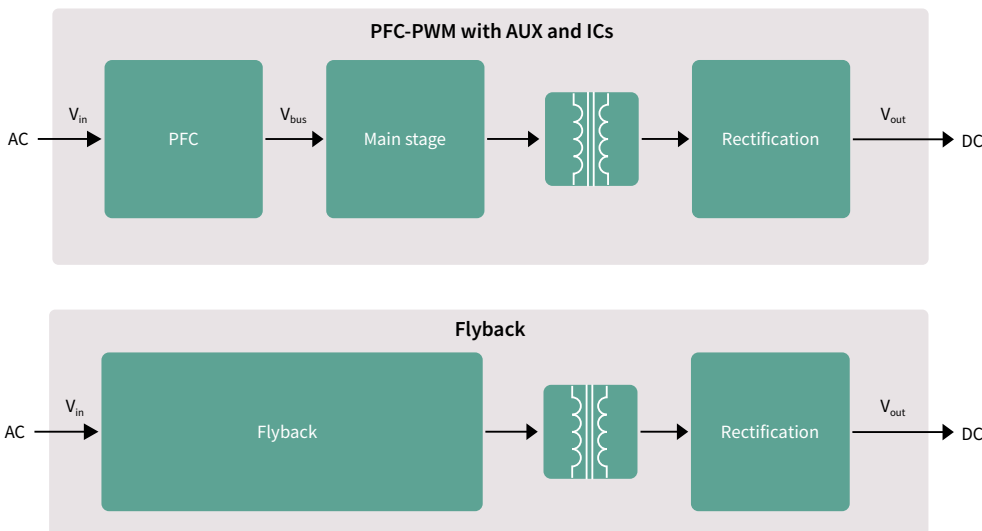 PFC-PWM with AUX and ICs
AC
Vin
PFC
Vbus
Main stage
Rectification
Vout
DC
Flyback
AC
Vin
Flyback
Rectification
Vout
DC